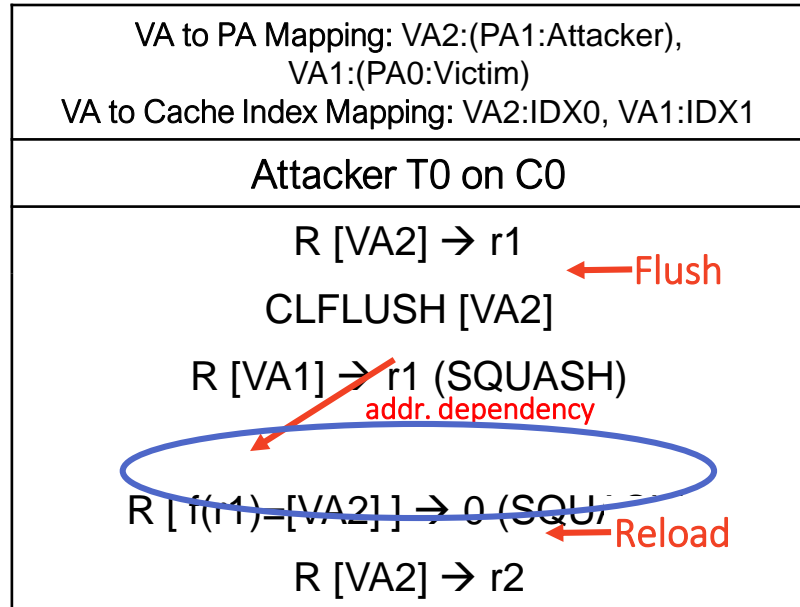 VA to PA Mapping: VA2:(PA1:Attacker),
VA1:(PA0:Victim)
VA to Cache Index Mapping: VA2:IDX0, VA1:IDX1
Attacker T0 on C0
R [VA2] → r1
Flush
CLFLUSH [VA2]
R [VA1] → r1 (SQUASH)
addr. dependency
R [ f(r1)=[VA2] ] → 0
Reload
R [VA2] → r2